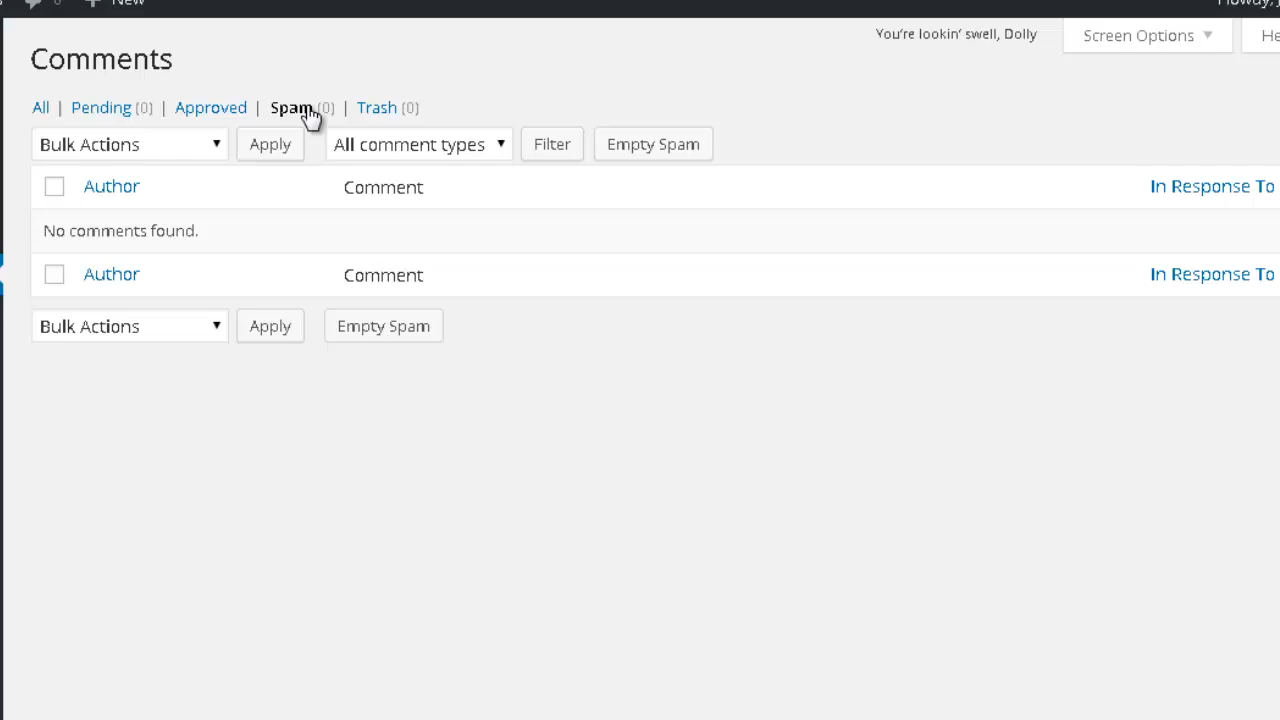 New
You're lookin' swell, Dolly
Screen Options
Comments
All | Pending (0) | Approved | Spam (0) | Trash (0)
Bulk Actions Apply All comment types Filter Empty Spam
Author Comment In Response To
No comments found.
Author Comment In Response To
Bulk Actions Apply Empty Spam